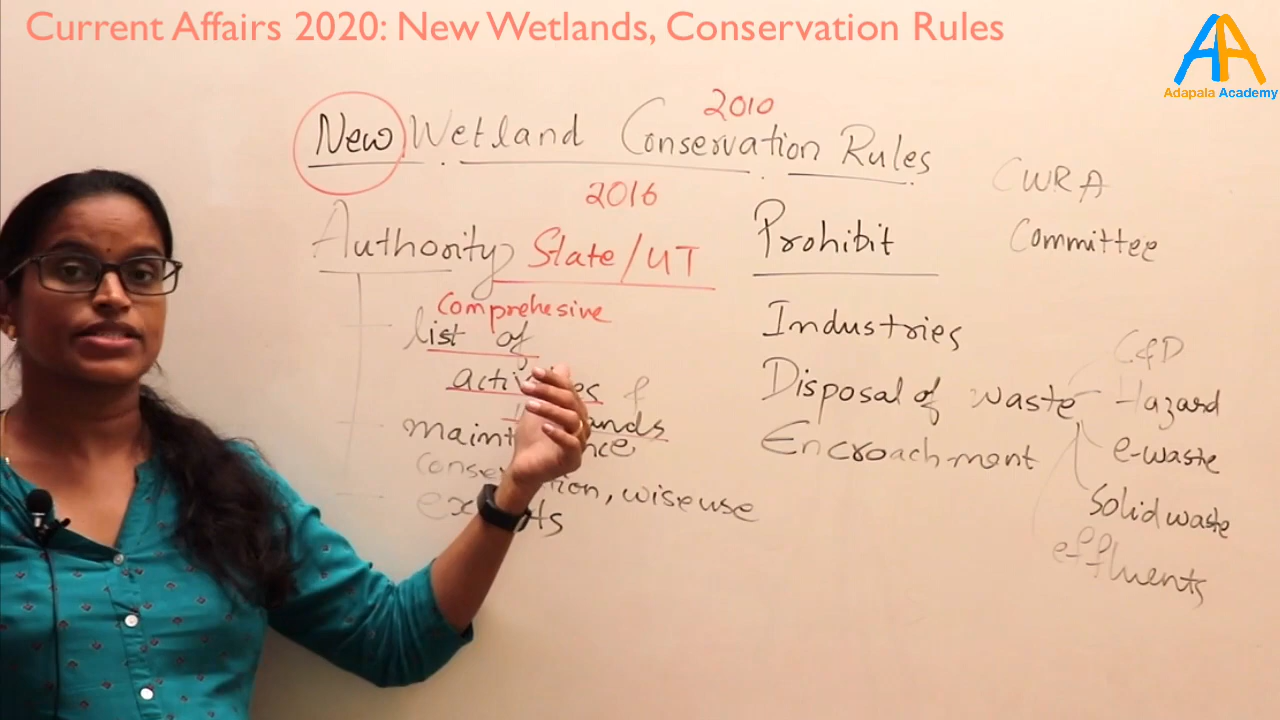 Current Affairs 2020: New Wetlands, Conservation Rules
AA
Adapala Academy
2010
New Wetland Conservation Rules
2016
CWRA
Committee
Authority State/UT
Comprehesive
list of
activities &
maintenance
conservation, wise use
experts
Prohibit
Industries
Disposal of waste
Encroachment
C&D
Hazard
e-waste
Solid waste
effluents